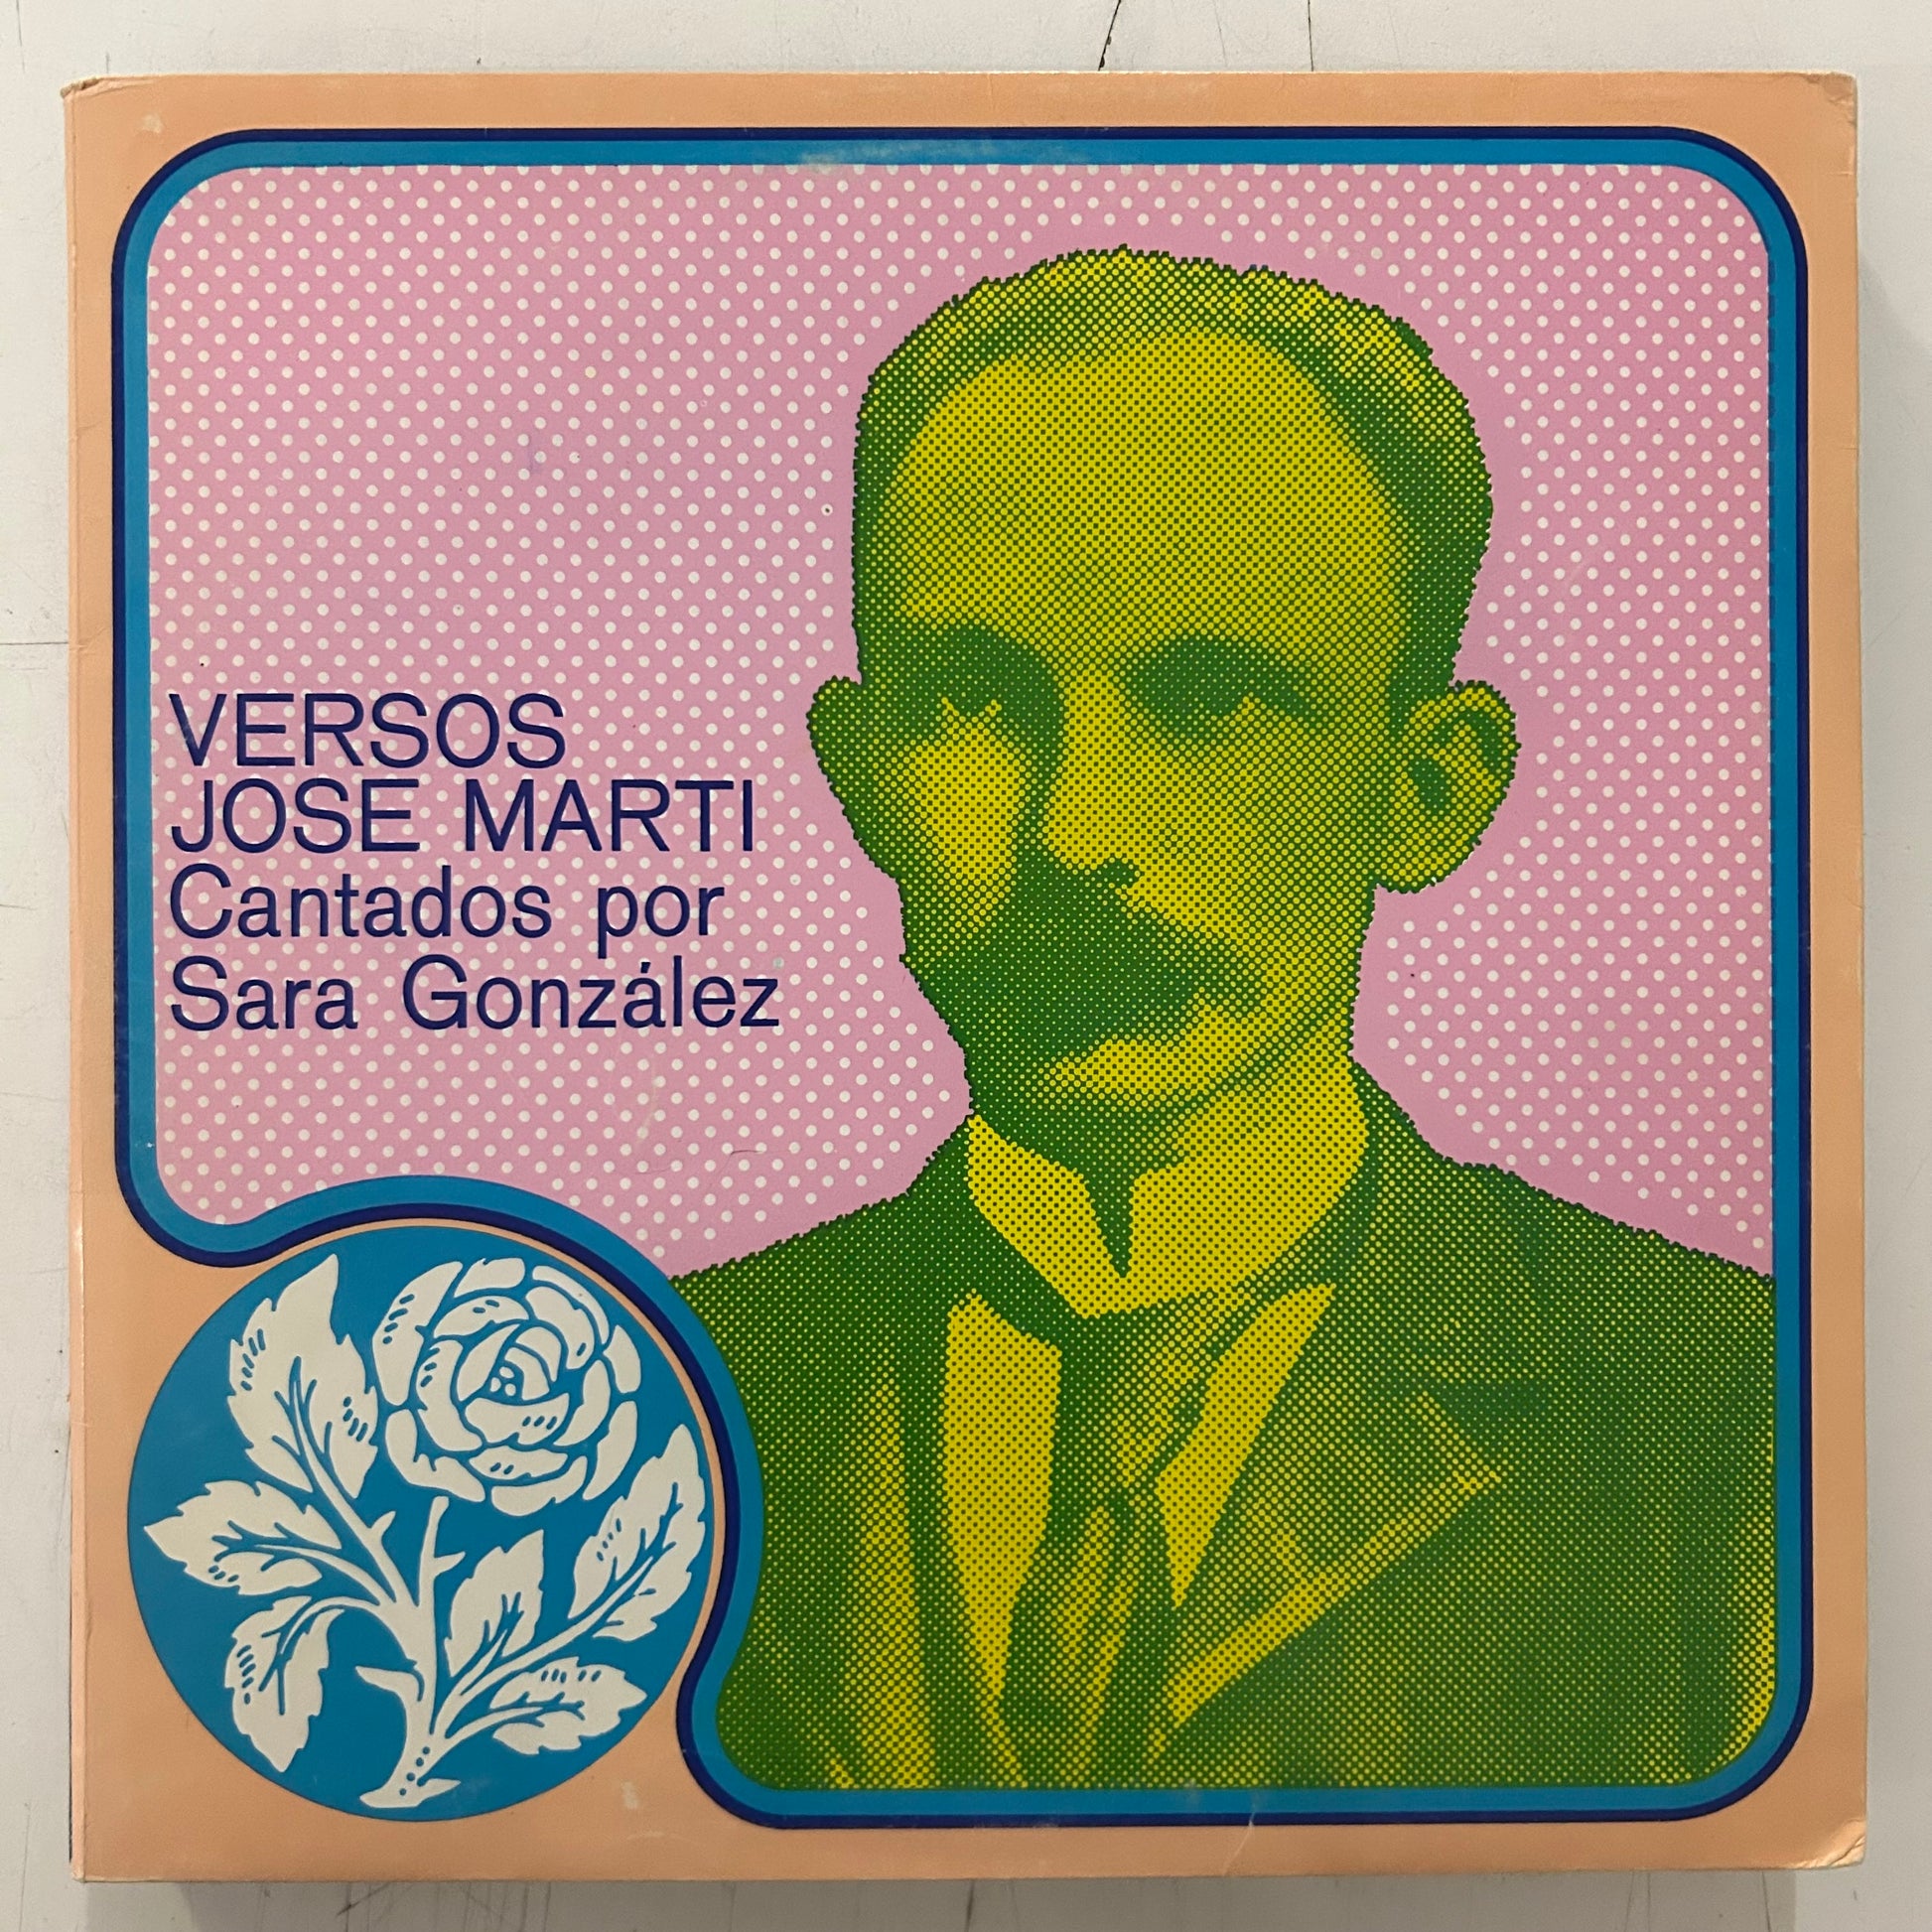 VERSOS
JOSE MARTI
Cantados por
Sara González